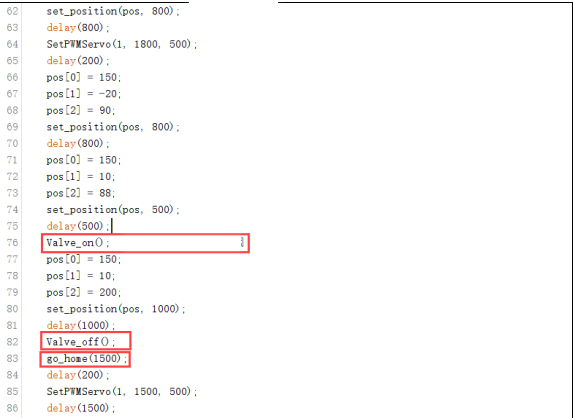 62 set_position(pos, 800);
63 delay(800);
64 SetPWMServo(1, 1800, 500);
65 delay(200);
66 pos[0] = 150;
67 pos[1] = -20;
68 pos[2] = 90;
69 set_position(pos, 800);
70 delay(800);
71 pos[0] = 150;
72 pos[1] = 10;
73 pos[2] = 88;
74 set_position(pos, 500);
75 delay(500);
76 Valve_on();
77 pos[0] = 150;
78 pos[1] = 10;
79 pos[2] = 200;
80 set_position(pos, 1000);
81 delay(1000);
82 Valve_off();
83 go_home(1500);
84 delay(200);
85 SetPWMServo(1, 1500, 500);
86 delay(1500);